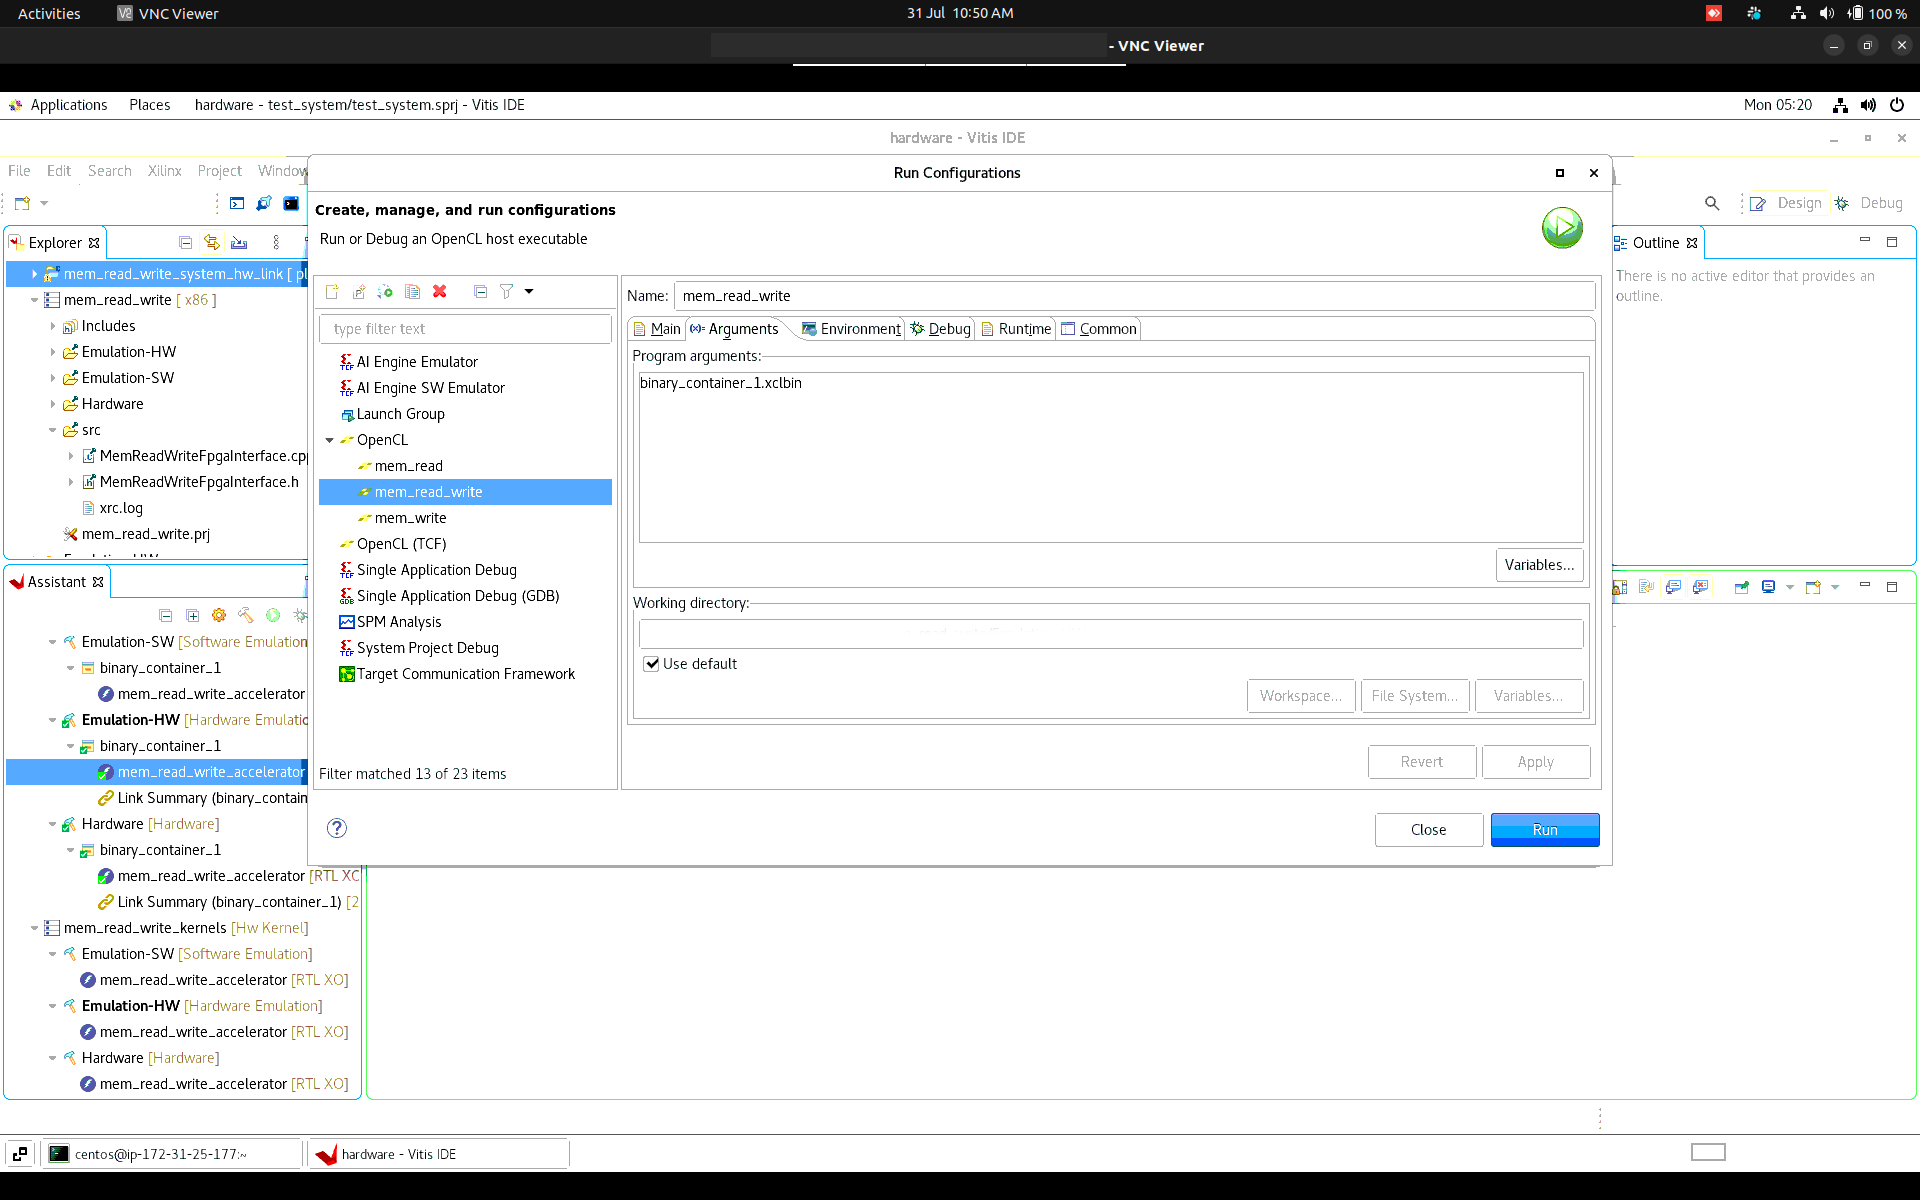 Activities
VNC Viewer
31 Jul 10:50 AM
100 %
- VNC Viewer
Applications
Places
hardware - test_system/test_system.sprj - Vitis IDE
Mon 05:20
hardware - Vitis IDE
File
Edit
Search
Xilinx
Project
Window
Design
Debug
Explorer
mem_read_write_system_hw_link [ pl
mem_read_write [ x86 ]
Includes
Emulation-HW
Emulation-SW
Hardware
src
MemReadWriteFpgaInterface.cpp
MemReadWriteFpgaInterface.h
xrc.log
mem_read_write.prj
Assistant
Emulation-SW [Software Emulation
binary_container_1
mem_read_write_accelerator
Emulation-HW [Hardware Emulatio
binary_container_1
mem_read_write_accelerator
Link Summary (binary_contain
Hardware [Hardware]
binary_container_1
mem_read_write_accelerator [RTL XC
Link Summary (binary_container_1) [2
mem_read_write_kernels [Hw Kernel]
Emulation-SW [Software Emulation]
mem_read_write_accelerator [RTL XO]
Emulation-HW [Hardware Emulation]
mem_read_write_accelerator [RTL XO]
Hardware [Hardware]
mem_read_write_accelerator [RTL XO]
Run Configurations
Create, manage, and run configurations
Run or Debug an OpenCL host executable
type filter text
AI Engine Emulator
AI Engine SW Emulator
Launch Group
OpenCL
mem_read
mem_read_write
mem_write
OpenCL (TCF)
Single Application Debug
Single Application Debug (GDB)
SPM Analysis
System Project Debug
Target Communication Framework
Filter matched 13 of 23 items
Name: mem_read_write
Main
Arguments
Environment
Debug
Runtime
Common
Program arguments:
binary_container_1.xclbin
Variables...
Working directory:
Use default
Workspace...
File System...
Variables...
Revert
Apply
Close
Run
Outline
There is no active editor that provides an
outline.
centos@ip-172-31-25-177:~
hardware - Vitis IDE